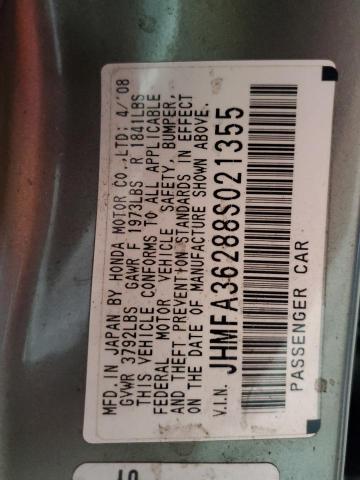 MFD IN JAPAN BY HONDA MOTOR CO.,LTD: 4/'08
GVWR 3792LBS GAWR F 1973LBS R 1841LBS
THIS VEHICLE CONFORMS TO ALL APPLICABLE
FEDERAL MOTOR VEHICLE SAFETY, BUMPER,
AND THEFT PREVENTION STANDARDS IN EFFECT
ON THE DATE OF MANUFACTURE SHOWN ABOVE.
V.I.N. JHMFA36288S021355
PASSENGER CAR